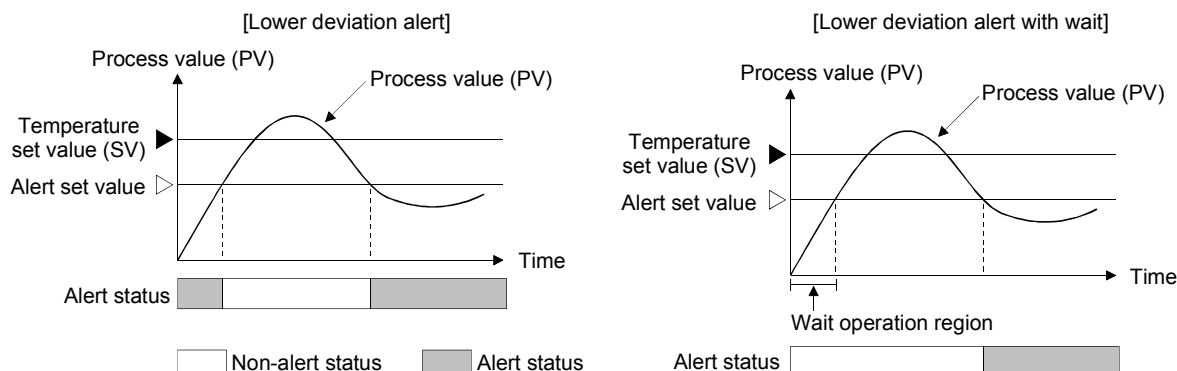 [Lower deviation alert]
Process value (PV)
Process value (PV)
Temperature
set value (SV)
Alert set value
Time
Alert status
Non-alert status
Alert status
[Lower deviation alert with wait]
Process value (PV)
Process value (PV)
Temperature
set value (SV)
Alert set value
Time
Wait operation region
Alert status